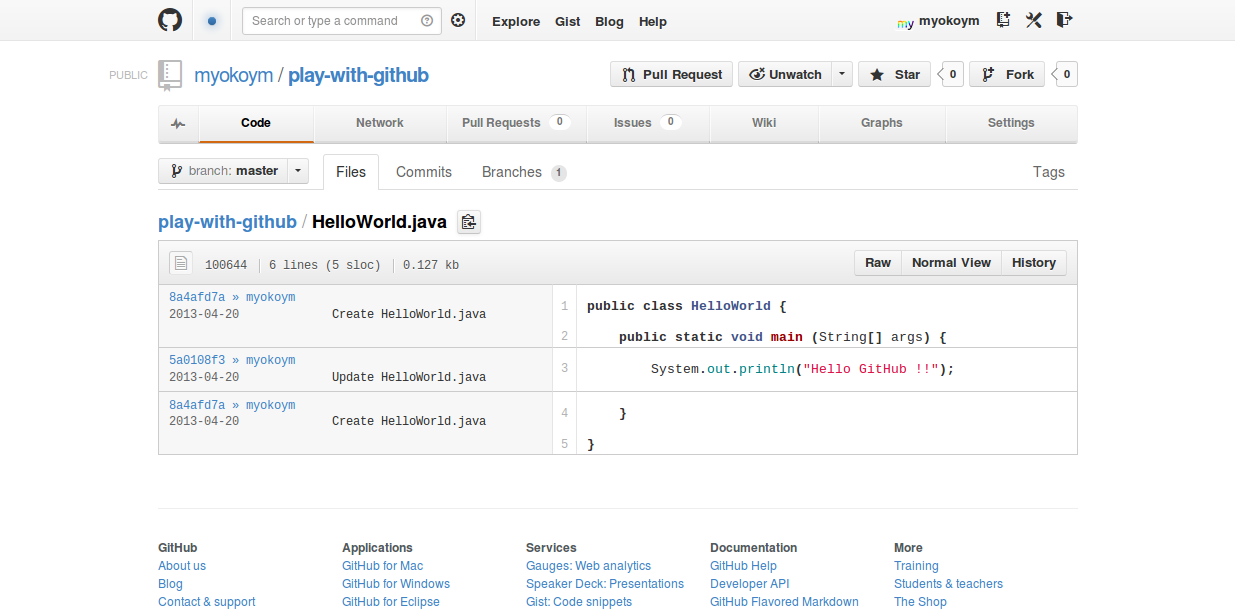 Search or type a command Explore Gist Blog Help my myokoym
PUBLIC myokoym / play-with-github Pull Request Unwatch Star 0 Fork 0
Code Network Pull Requests 0 Issues 0 Wiki Graphs Settings
branch: master Files Commits Branches 1 Tags
play-with-github / HelloWorld.java
100644 6 lines (5 sloc) 0.127 kb Raw Normal View History
8a4afd7a » myokoym
2013-04-20 Create HelloWorld.java
1 public class HelloWorld {
2 public static void main (String[] args) {
5a0108f3 » myokoym
2013-04-20 Update HelloWorld.java
3 System.out.println("Hello GitHub !!");
8a4afd7a » myokoym
2013-04-20 Create HelloWorld.java
4 }
5 }
GitHub Applications Services Documentation More
About us GitHub for Mac Gauges: Web analytics GitHub Help Training
Blog GitHub for Windows Speaker Deck: Presentations Developer API Students & teachers
Contact & support GitHub for Eclipse Gist: Code snippets GitHub Flavored Markdown The Shop